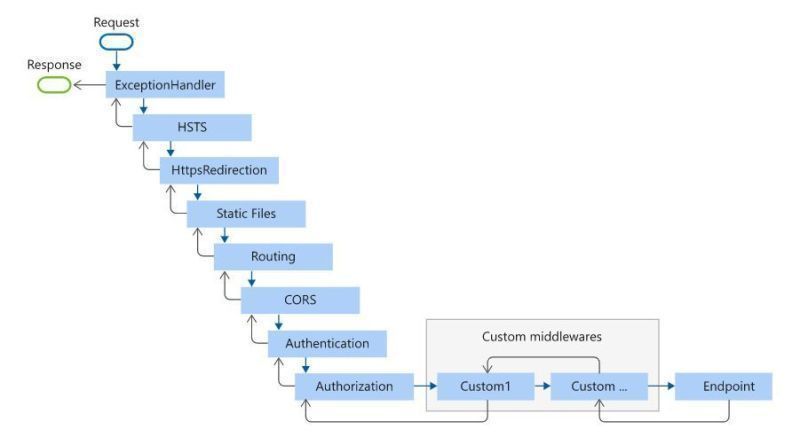 Request
Response
ExceptionHandler
HSTS
HttpsRedirection
Static Files
Routing
CORS
Authentication
Custom middlewares
Authorization
Custom1
Custom ...
Endpoint